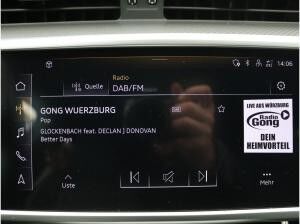 14:06
Radio
Quelle
DAB/FM
GONG WUERZBURG
Pop
DAB
GLOCKENBACH feat. DECLAN J DONOVAN
Better Days
LIVE AUS WÜRZBURG
Radio
Gong
DEIN
HEIMVORTEIL
Liste
Mehr